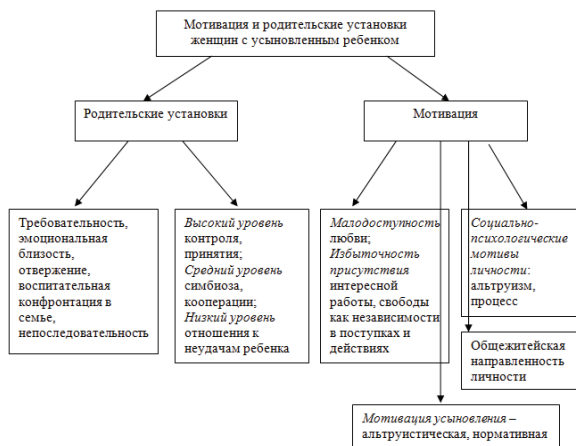 Мотивация и родительские установки
женщин с усыновленным ребенком
Родительские установки
Мотивация
Требовательность,
эмоциональная
близость,
отвержение,
воспитательная
конфронтация в
семье,
непоследовательность
Высокий уровень
контроля,
принятия;
Средний уровень
симбиоза,
кооперации;
Низкий уровень
отношения к
неудачам ребенка
Малодоступность
любви;
Избыточность
присутствия
интересной
работы, свободы
как независимости
в поступках и
действиях
Социально-
психологические
мотивы
личности:
альтруизм,
процесс
Общежитейская
направленность
личности
Мотивация усыновления –
альтруистическая, нормативная